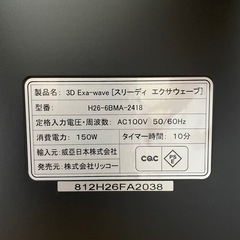 品名: 3D Exa-wave [スリーディ エクサウェーブ]
型番: H26-6BMA-2418
定格入力電圧・周波数: AC100V 50/60Hz
消費電力: 150W タイマー時間: 10分
製造元: 威亞日本株式会社
発売元: 株式会社リッコー
CQC
PSE
812H26FA2038